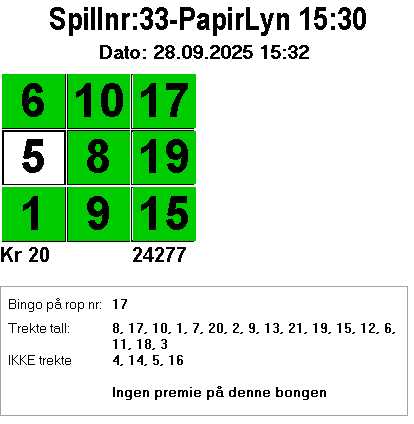 Spillnr:33-PapirLyn 15:30
Dato: 28.09.2025 15:32
6 10 17
5 8 19
1 9 15
Kr 20 24277
Bingo på rop nr: 17
Trekte tall: 8, 17, 10, 1, 7, 20, 2, 9, 13, 21, 19, 15, 12, 6,
11, 18, 3
IKKE trekte 4, 14, 5, 16
Ingen premie på denne bongen